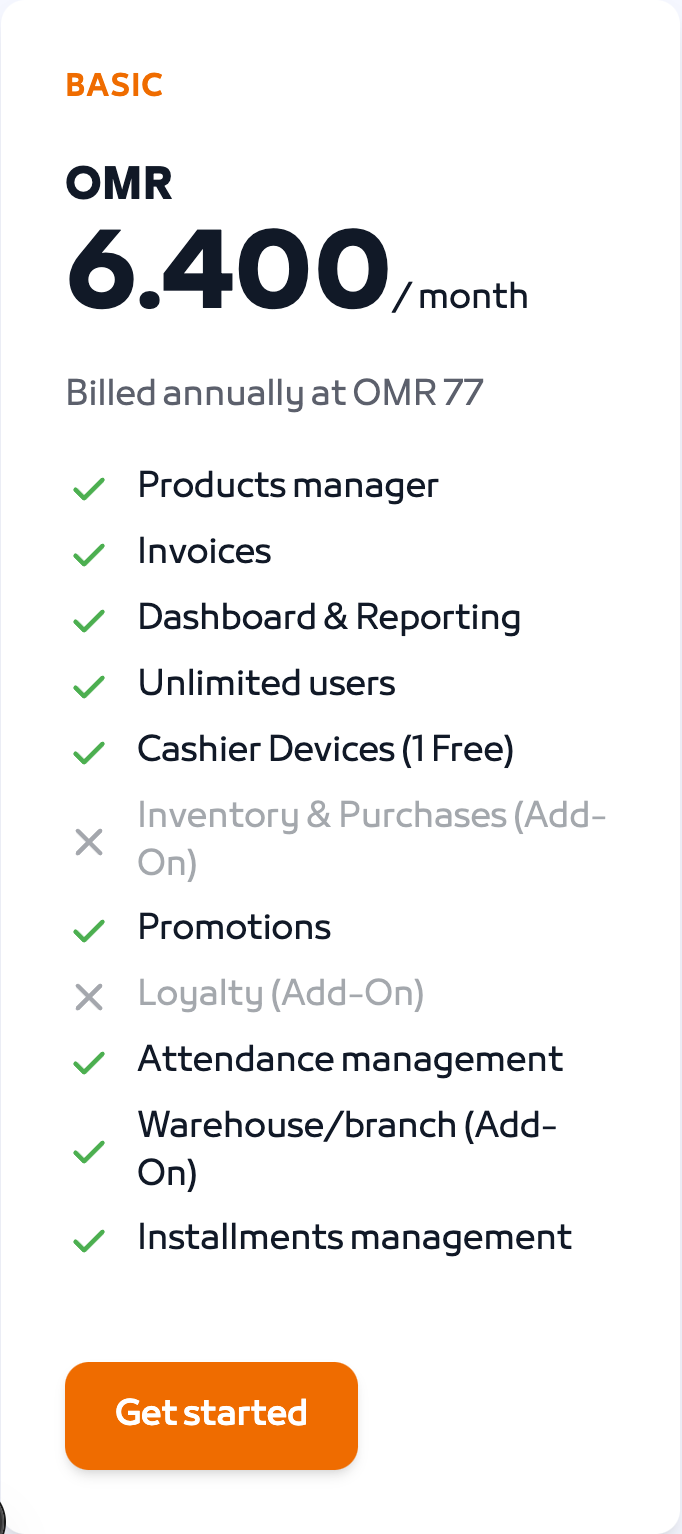 BASIC
OMR
6.400/ month
Billed annually at OMR 77
Products manager
Invoices
Dashboard & Reporting
Unlimited users
Cashier Devices (1 Free)
Inventory & Purchases (Add-
On)
Promotions
Loyalty (Add-On)
Attendance management
Warehouse/branch (Add-
On)
Installments management
Get started